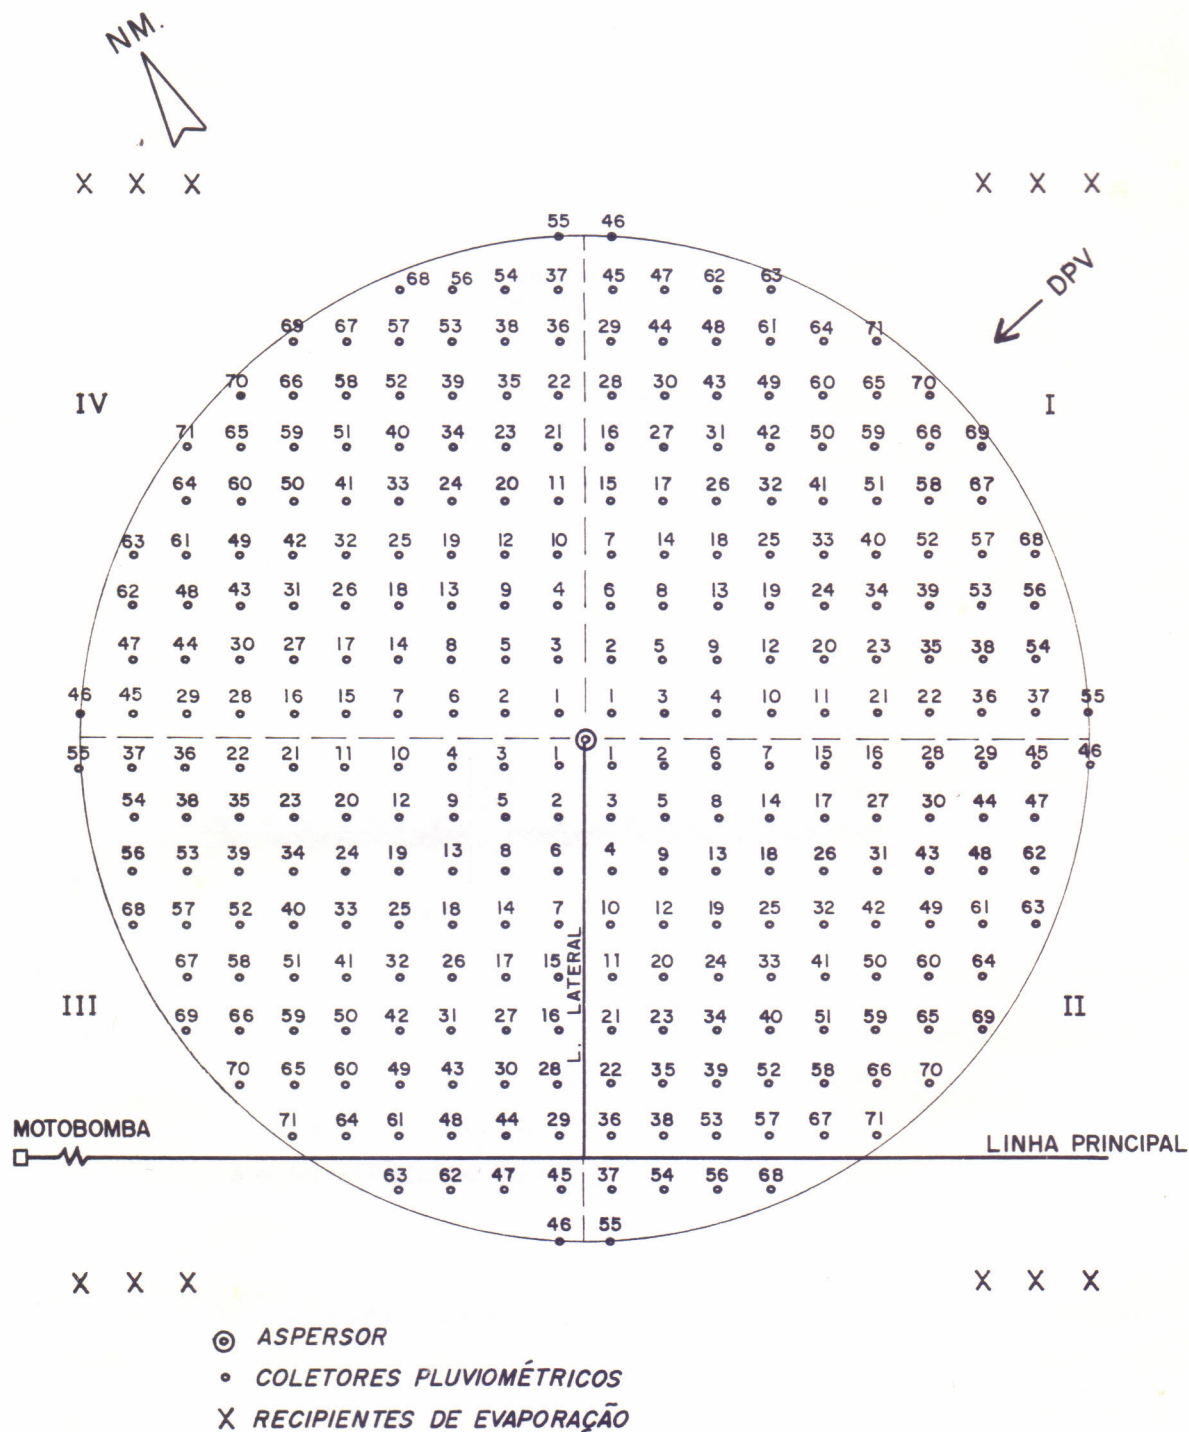 NM.
X X X X X X
55 46
68 56 54 37 45 47 62 63
DPV
69 67 57 53 38 36 29 44 48 61 64 71
70 66 58 52 39 35 22 28 30 43 49 60 65 70
IV I
71 65 59 51 40 34 23 21 16 27 31 42 50 59 66 69
64 60 50 41 33 24 20 11 15 17 26 32 41 51 58 67
63 61 49 42 32 25 19 12 10 7 14 18 25 33 40 52 57 68
62 48 43 31 26 18 13 9 4 6 8 13 19 24 34 39 53 56
47 44 30 27 17 14 8 5 3 2 5 9 12 20 23 35 38 54
46 45 29 28 16 15 7 6 2 1 1 3 4 10 11 21 22 36 37 55
55 37 36 22 21 11 10 4 3 1 1 2 6 7 15 16 28 29 45 46
54 38 35 23 20 12 9 5 2 3 5 8 14 17 27 30 44 47
56 53 39 34 24 19 13 8 6 4 9 13 18 26 31 43 48 62
68 57 52 40 33 25 18 14 7 10 12 19 25 32 42 49 61 63
67 58 51 41 32 26 17 15 11 20 24 33 41 50 60 64
L. LATERAL
III II
69 66 59 50 42 31 27 16 21 23 34 40 51 59 65 69
70 65 60 49 43 30 28 22 35 39 52 58 66 70
71 64 61 48 44 29 36 38 53 57 67 71
MOTOBOMBA
LINHA PRINCIPAL
63 62 47 45 37 54 56 68
46 55
X X X X X X
ASPERSOR
COLETORES PLUVIOMÉTRICOS
X RECIPIENTES DE EVAPORAÇÃO